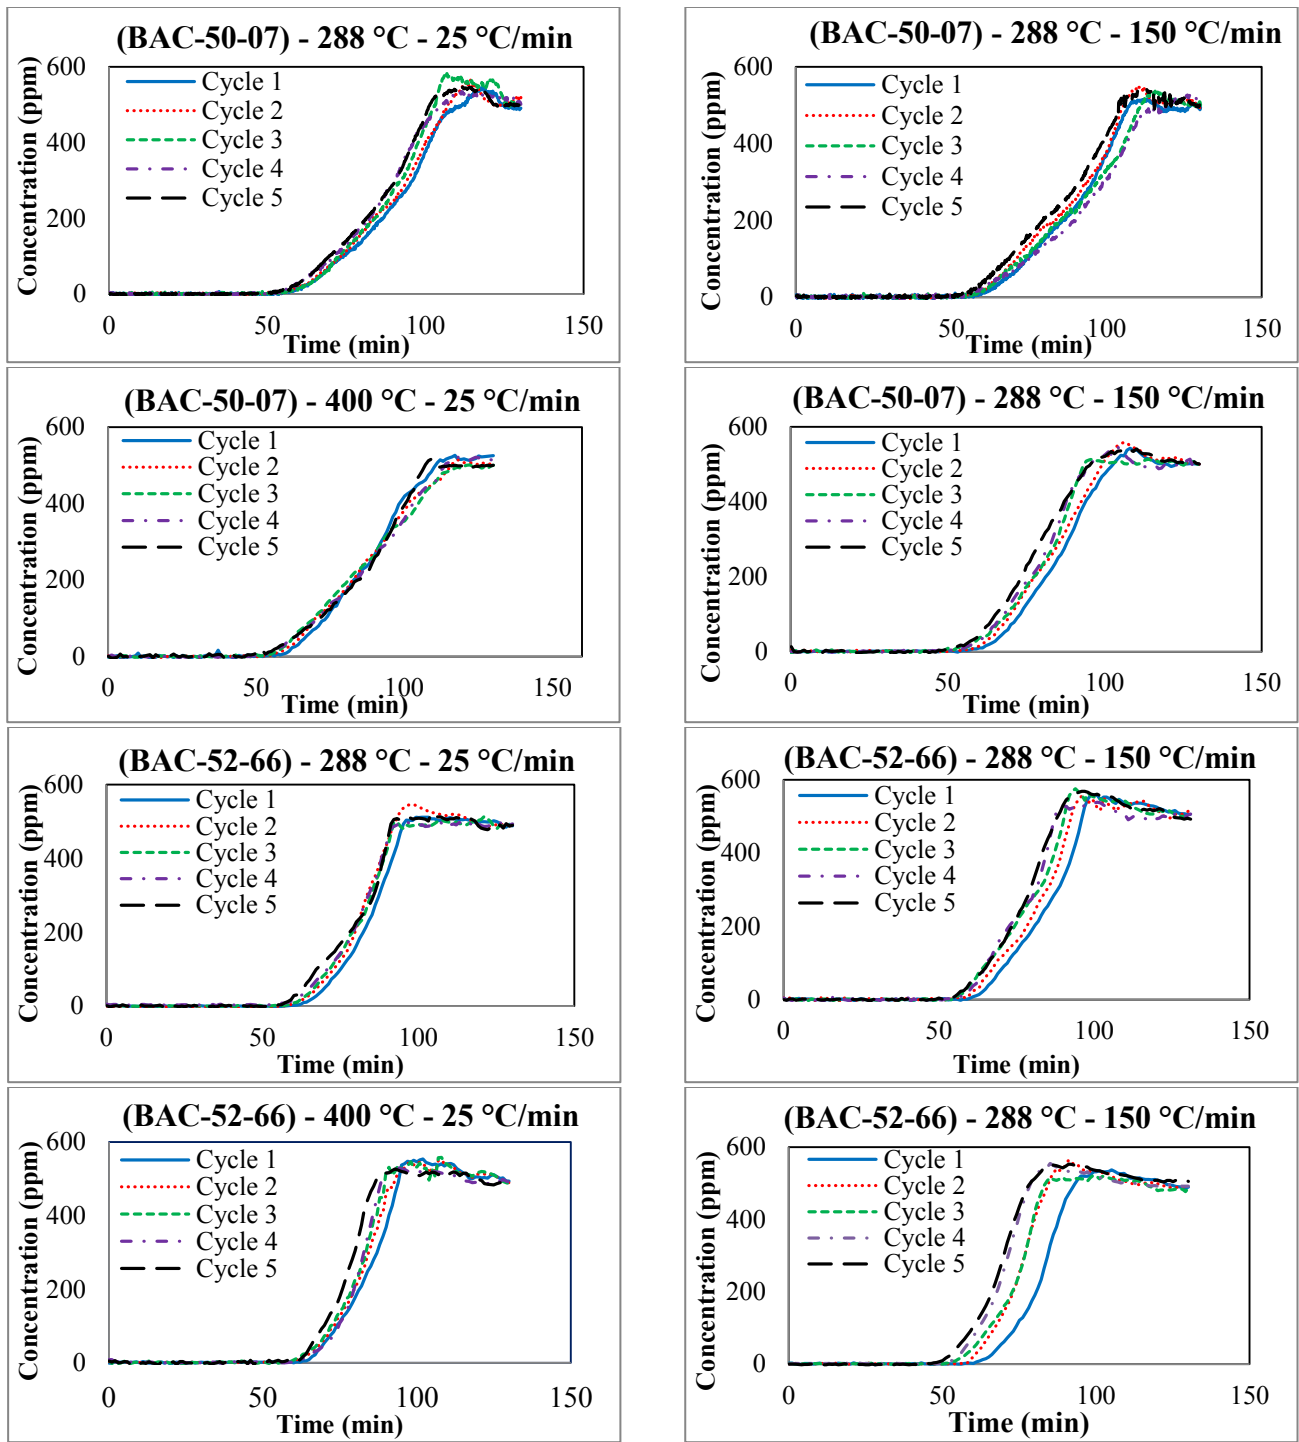 (BAC-50-07) - 288 °C - 25 °C/min
Concentration (ppm)
600
400
200
0
Cycle 1
Cycle 2
Cycle 3
Cycle 4
Cycle 5
0 50 100 150
Time (min)
(BAC-50-07) - 288 °C - 150 °C/min
Concentration (ppm)
600
400
200
0
Cycle 1
Cycle 2
Cycle 3
Cycle 4
Cycle 5
0 50 100 150
Time (min)
(BAC-50-07) - 400 °C - 25 °C/min
Concentration (ppm)
600
400
200
0
Cycle 1
Cycle 2
Cycle 3
Cycle 4
Cycle 5
0 50 100 150
Time (min)
(BAC-50-07) - 288 °C - 150 °C/min
Concentration (ppm)
600
400
200
0
Cycle 1
Cycle 2
Cycle 3
Cycle 4
Cycle 5
0 50 100 150
Time (min)
(BAC-52-66) - 288 °C - 25 °C/min
Concentration (ppm)
600
400
200
0
Cycle 1
Cycle 2
Cycle 3
Cycle 4
Cycle 5
0 50 100 150
Time (min)
(BAC-52-66) - 288 °C - 150 °C/min
Concentration (ppm)
600
400
200
0
Cycle 1
Cycle 2
Cycle 3
Cycle 4
Cycle 5
0 50 100 150
Time (min)
(BAC-52-66) - 400 °C - 25 °C/min
Concentration (ppm)
600
400
200
0
Cycle 1
Cycle 2
Cycle 3
Cycle 4
Cycle 5
0 50 100 150
Time (min)
(BAC-52-66) - 288 °C - 150 °C/min
Concentration (ppm)
600
400
200
0
Cycle 1
Cycle 2
Cycle 3
Cycle 4
Cycle 5
0 50 100 150
Time (min)